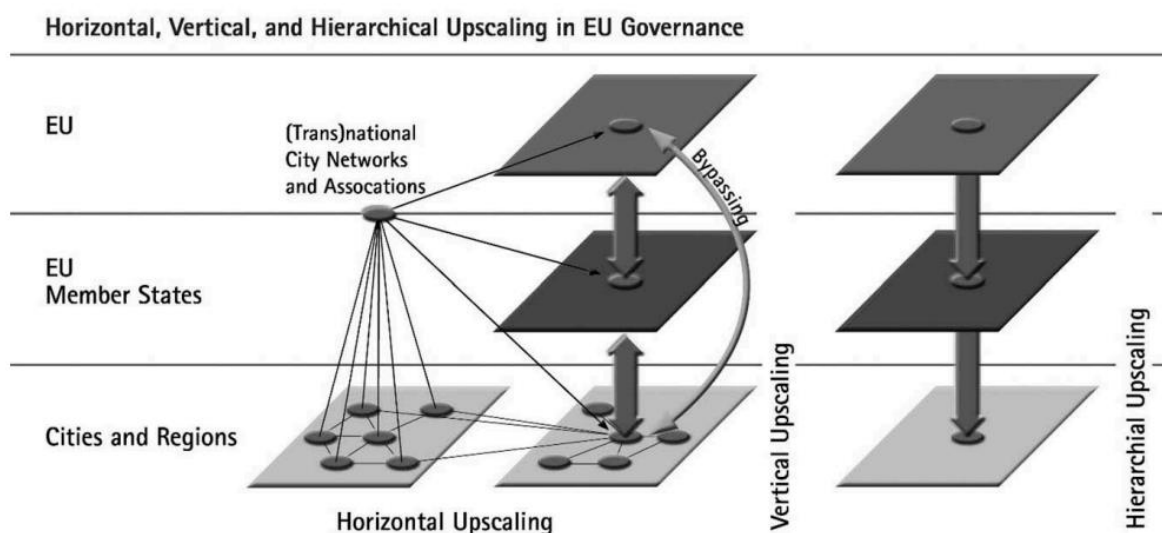 Horizontal, Vertical, and Hierarchical Upscaling in EU Governance
EU
(Trans)national
City Networks
and Assocations
Bypassing
EU
Member States
Cities and Regions
Horizontal Upscaling
Vertical Upscaling
Hierarchial Upscaling